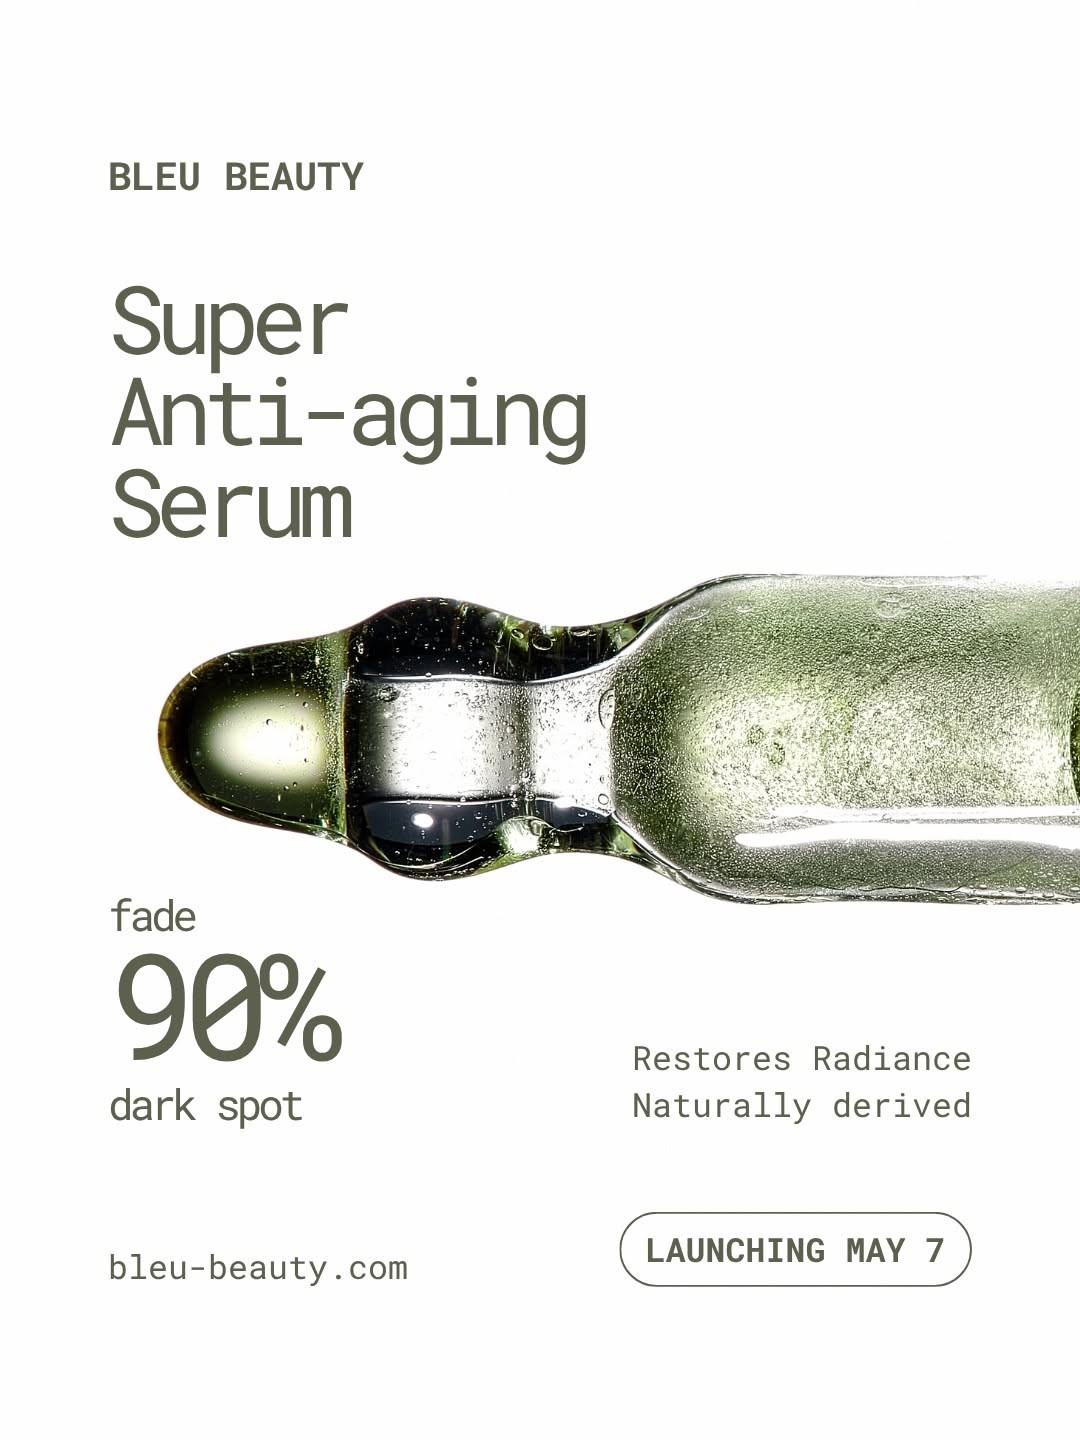 BLEU BEAUTY
Super
Anti-aging
Serum
fade
90%
dark spot
Restores Radiance
Naturally derived
bleu-beauty.com
LAUNCHING MAY 7